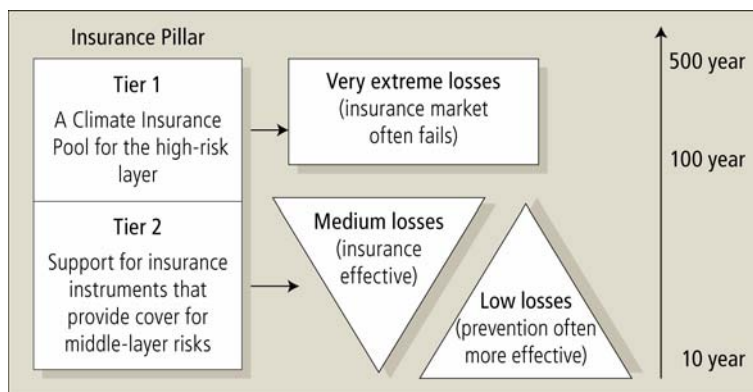 Insurance Pillar
Tier 1
A Climate Insurance
Pool for the high-risk
layer
Tier 2
Support for insurance
instruments that
provide cover for
middle-layer risks
Very extreme losses
(insurance market
often fails)
Medium losses
(insurance
effective)
Low losses
(prevention often
more effective)
500 year
100 year
10 year